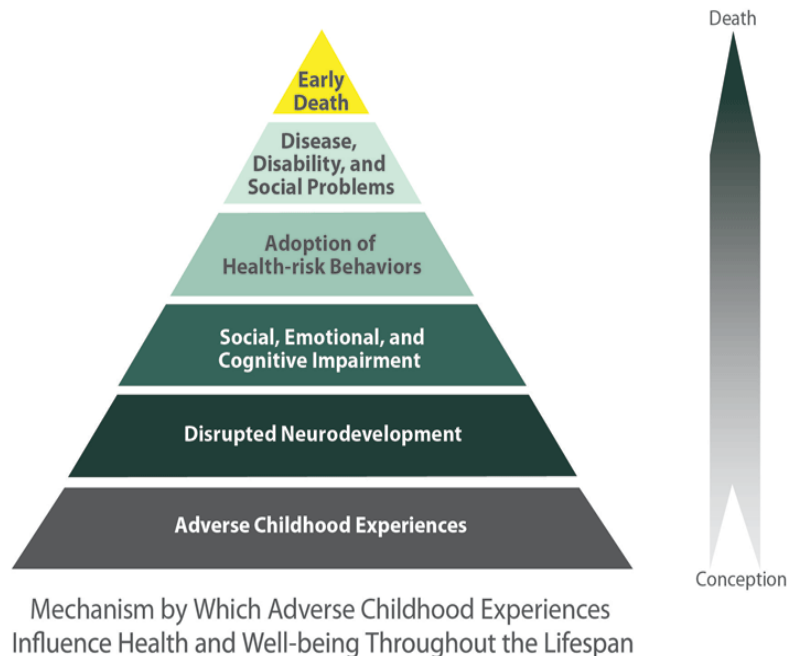 Death
Early
Death
Disease,
Disability, and
Social Problems
Adoption of
Health-risk Behaviors
Social, Emotional, and
Cognitive Impairment
Disrupted Neurodevelopment
Adverse Childhood Experiences
Conception
Mechanism by Which Adverse Childhood Experiences
Influence Health and Well-being Throughout the Lifespan